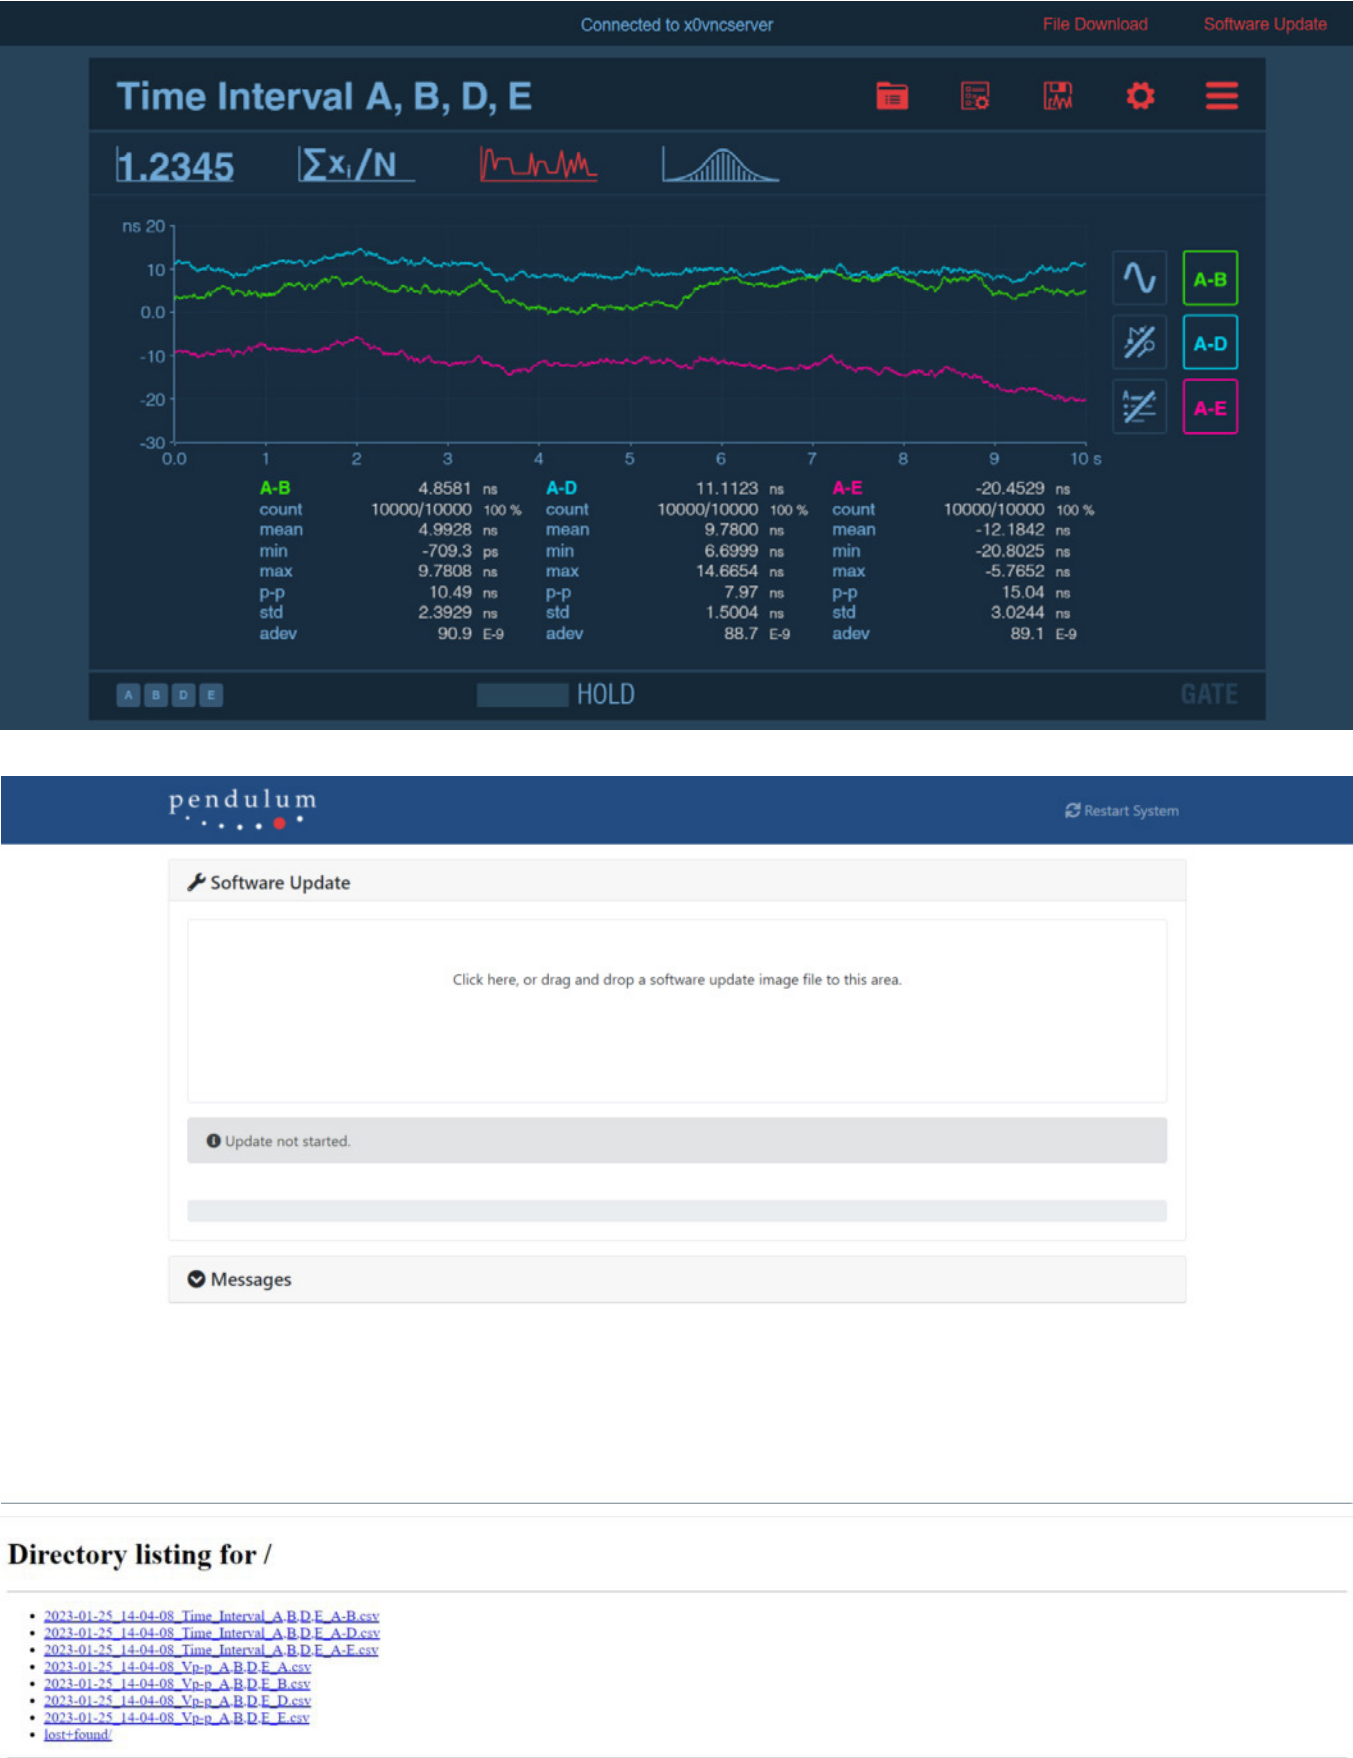 Connected to x0vncserver File Download Software Update
Time Interval A, B, D, E
1.2345 Σxᵢ/N
ns 20
10
0.0
-10
-20
-30
0.0 1 2 3 4 5 6 7 8 9 10 s
A-B
A-D
A-E
A-B 4.8581 ns A-D 11.1123 ns A-E -20.4529 ns
count 10000/10000 100 % count 10000/10000 100 % count 10000/10000 100 %
mean 4.9928 ns mean 9.7800 ns mean -12.1842 ns
min -709.3 ps min 6.6999 ns min -20.8025 ns
max 9.7808 ns max 14.6654 ns max -5.7652 ns
p-p 10.49 ns p-p 7.97 ns p-p 15.04 ns
std 2.3929 ns std 1.5004 ns std 3.0244 ns
adev 90.9 E-9 adev 88.7 E-9 adev 89.1 E-9
A B D E HOLD GATE
pendulum Restart System
Software Update
Click here, or drag and drop a software update image file to this area.
Update not started.
Messages
Directory listing for /
2023-01-25_14-04-08_Time_Interval_A,B,D,E_A-B.csv
2023-01-25_14-04-08_Time_Interval_A,B,D,E_A-D.csv
2023-01-25_14-04-08_Time_Interval_A,B,D,E_A-E.csv
2023-01-25_14-04-08_Vp-p_A,B,D,E_A.csv
2023-01-25_14-04-08_Vp-p_A,B,D,E_B.csv
2023-01-25_14-04-08_Vp-p_A,B,D,E_D.csv
2023-01-25_14-04-08_Vp-p_A,B,D,E_E.csv
lost+found/